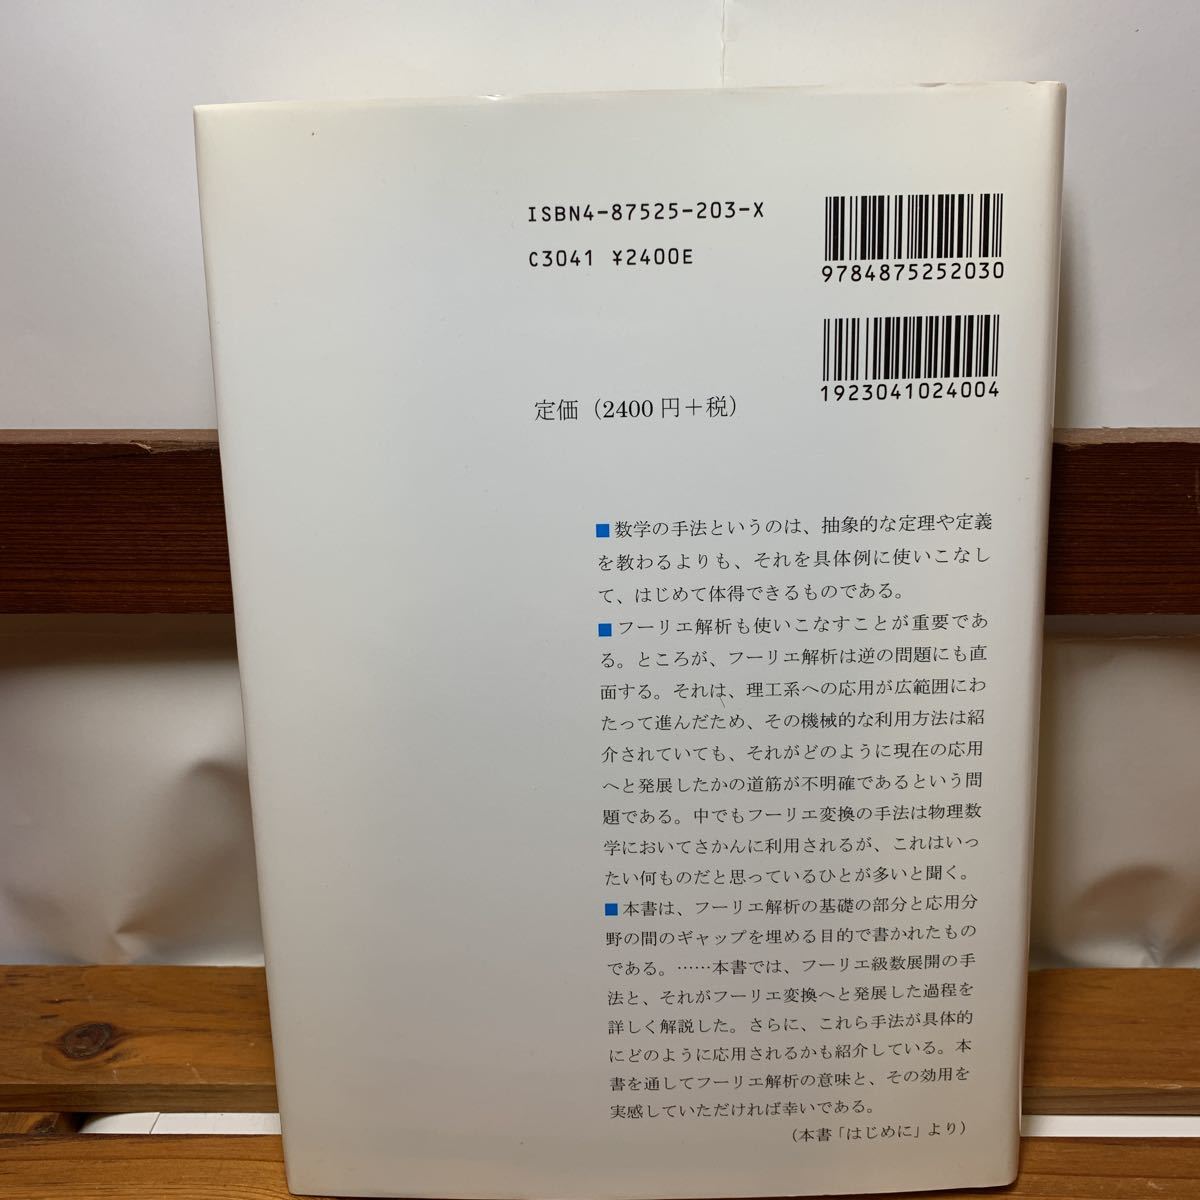 ISBN4-87525-203-X
C3041 ¥2400E
9784875252030
1923041024004
定価（2400円＋税）
■数学の手法というのは、抽象的な定理や定義
を教わるよりも、それを具体例に使いこなし
て、はじめて体得できるものである。
■フーリエ解析も使いこなすことが重要であ
る。ところが、フーリエ解析は逆の問題にも直
面する。それは、理工系への応用が広範囲にわ
たって進んだため、その機械的な利用方法は紹
介されていても、それがどのように現在の応用
へと発展したかの道筋が不明確であるという問
題である。中でもフーリエ変換の手法は物理数
学においてさかんに利用されるが、これはいっ
たい何ものだと思っているひとが多いと聞く。
■本書は、フーリエ解析の基礎の部分と応用分
野の間のギャップを埋める目的で書かれたもの
である。……本書では、フーリエ級数展開の手
法と、それがフーリエ変換へと発展した過程を
詳しく解説した。さらに、これら手法が具体的
にどのように応用されるかも紹介している。本
書を通してフーリエ解析の意味と、その効用を
実感していただければ幸いである。
（本書「はじめに」より）